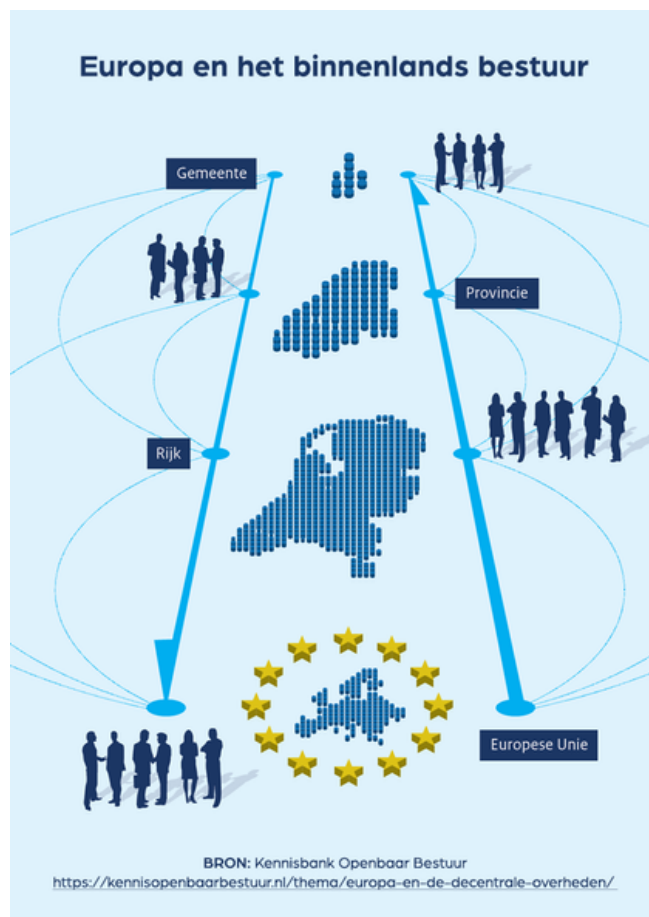 Europa en het binnenlands bestuur
Gemeente
Provincie
Rijk
Europese Unie
BRON: Kennisbank Openbaar Bestuur
https://kennisopenbaarbestuur.nl/thema/europa-en-de-decentrale-overheden/